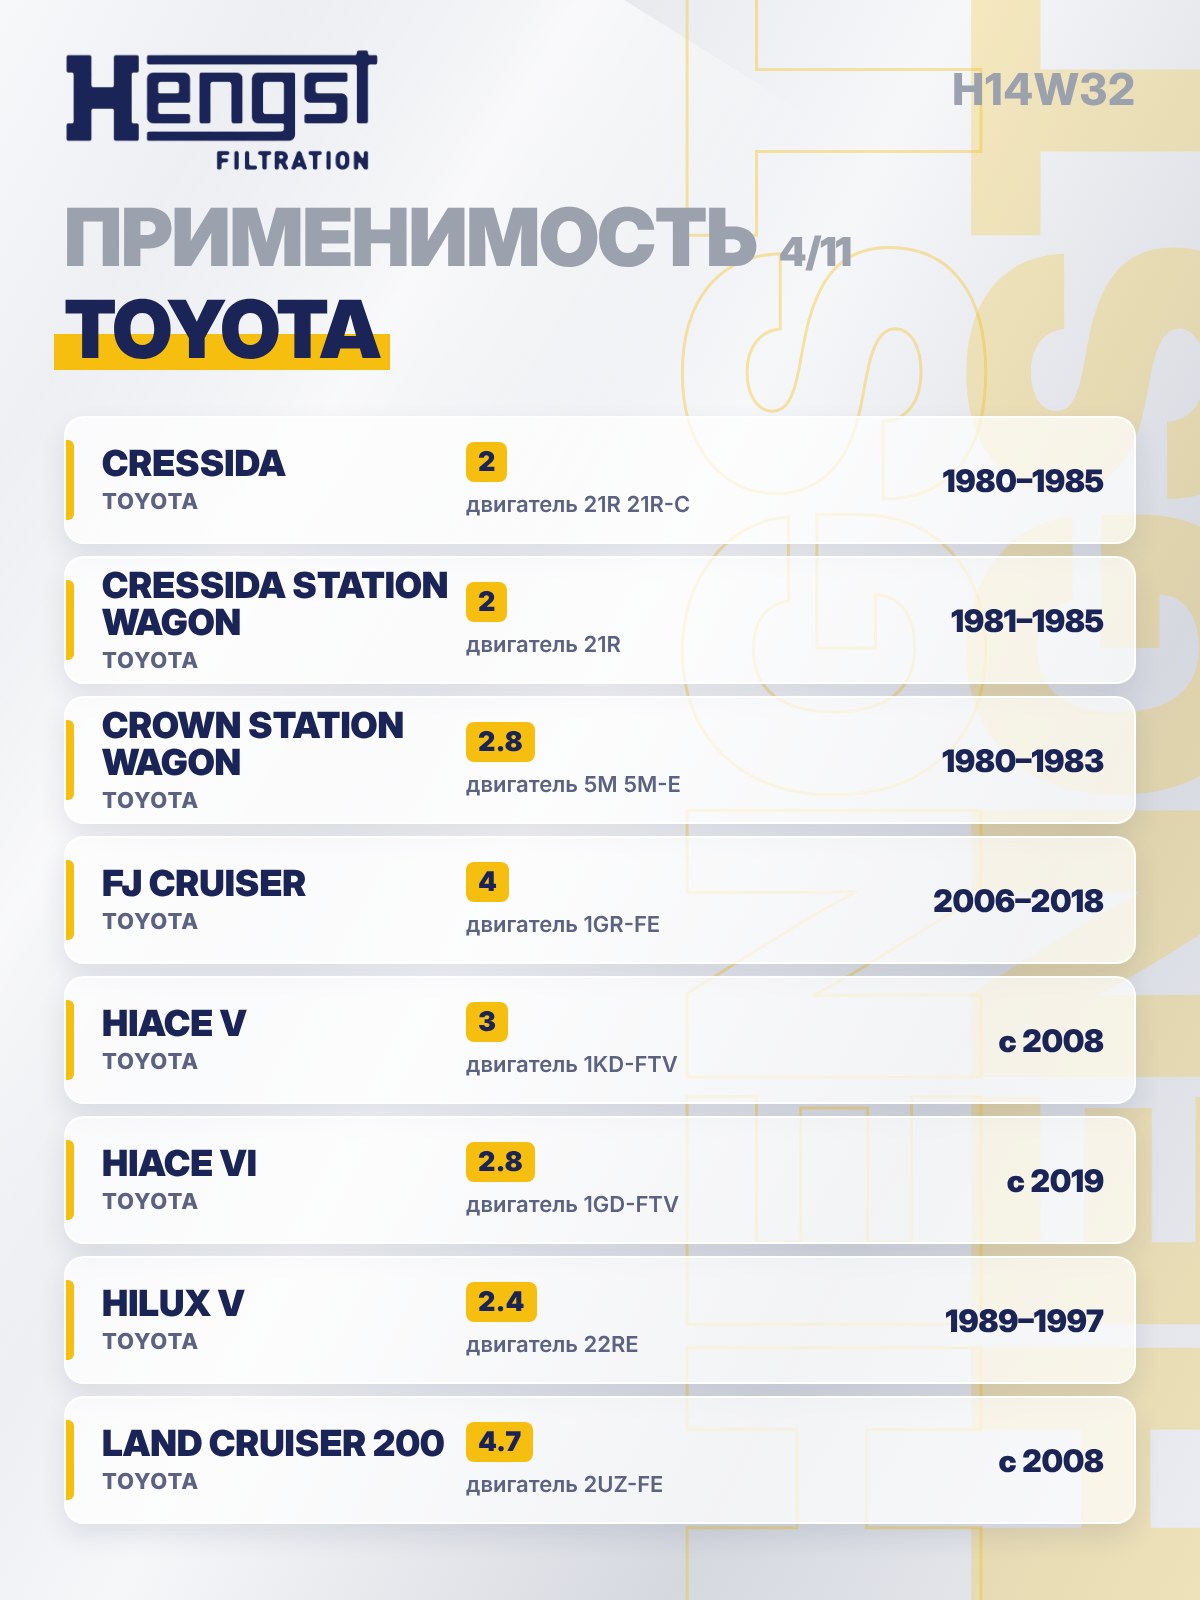 Hengst
FILTRATION
H14W32
ПРИМЕНИМОСТЬ 4/11
TOYOTA
CRESSIDA
TOYOTA
2
двигатель 21R 21R-C
1980–1985
CRESSIDA STATION
WAGON
TOYOTA
2
двигатель 21R
1981–1985
CROWN STATION
WAGON
TOYOTA
2.8
двигатель 5M 5M-E
1980–1983
FJ CRUISER
TOYOTA
4
двигатель 1GR-FE
2006–2018
HIACE V
TOYOTA
3
двигатель 1KD-FTV
с 2008
HIACE VI
TOYOTA
2.8
двигатель 1GD-FTV
с 2019
HILUX V
TOYOTA
2.4
двигатель 22RE
1989–1997
LAND CRUISER 200
TOYOTA
4.7
двигатель 2UZ-FE
с 2008
HENGST
HENGST